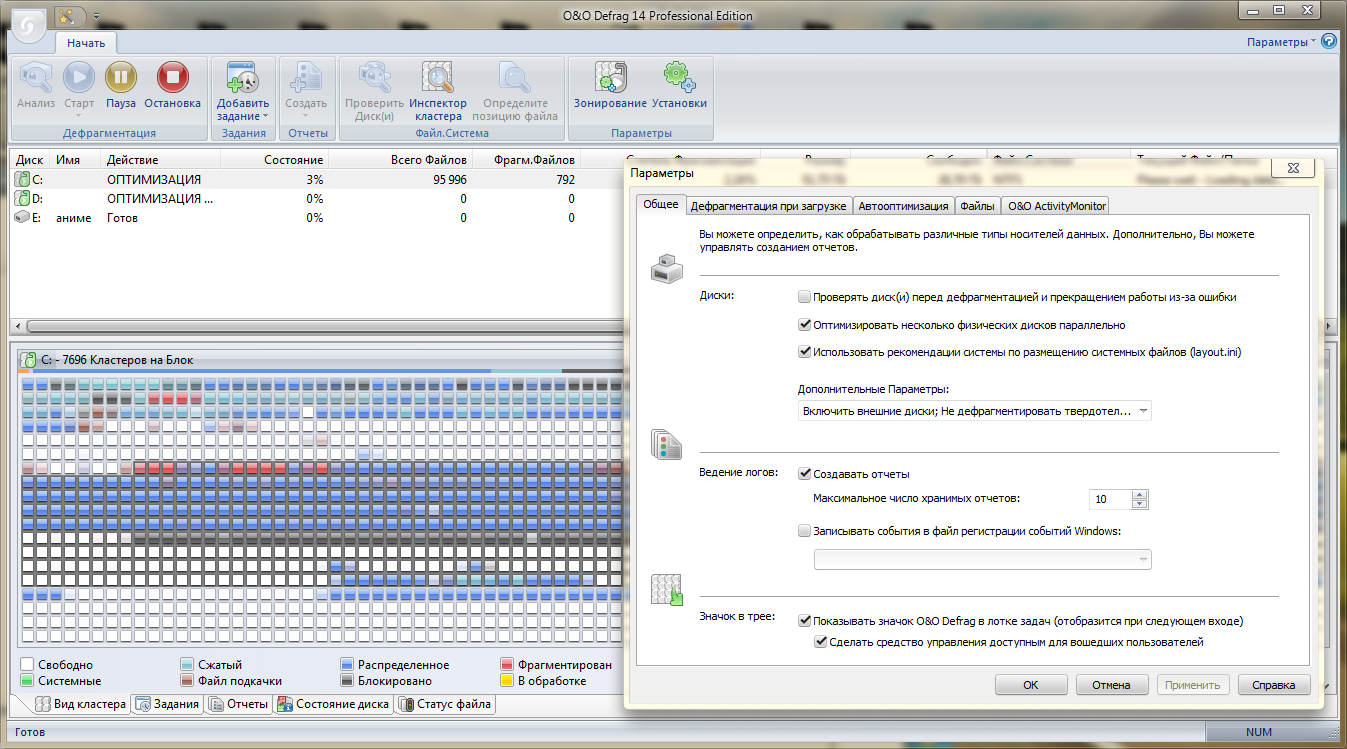 O&O Defrag 14 Professional Edition
Начать
Параметры
Анализ
Старт
Пауза
Остановка
Добавить задание
Создать
Проверить Диск(и)
Инспектор кластера
Определите позицию файла
Зонирование
Установки
Дефрагментация
Задания
Отчеты
Файл.Система
Параметры
Диск Имя Действие Состояние Всего Файлов Фрагм.Файлов
C: ОПТИМИЗАЦИЯ 3% 95 996 792
D: ОПТИМИЗАЦИЯ ... 0% 0 0
E: аниме Готов 0% 0 0
C: - 7696 Кластеров на Блок
Свободно
Сжатый
Распределенное
Фрагментирован
Системные
Файл подкачки
Блокировано
В обработке
Вид кластера
Задания
Отчеты
Состояние диска
Статус файла
Готов
NUM
Параметры
Общее
Дефрагментация при загрузке
Автооптимизация
Файлы
O&O ActivityMonitor
Вы можете определить, как обрабатывать различные типы носителей данных. Дополнительно, Вы можете
управлять созданием отчетов.
Диски:
Проверять диск(и) перед дефрагментацией и прекращением работы из-за ошибки
Оптимизировать несколько физических дисков параллельно
Использовать рекомендации системы по размещению системных файлов (layout.ini)
Дополнительные Параметры:
Включить внешние диски; Не дефрагментировать твердотел...
Ведение логов:
Создавать отчеты
Максимальное число хранимых отчетов:
10
Записывать события в файл регистрации событий Windows:
Значок в трее:
Показывать значок O&O Defrag в лотке задач (отобразится при следующем входе)
Сделать средство управления доступным для вошедших пользователей
OK
Отмена
Применить
Справка